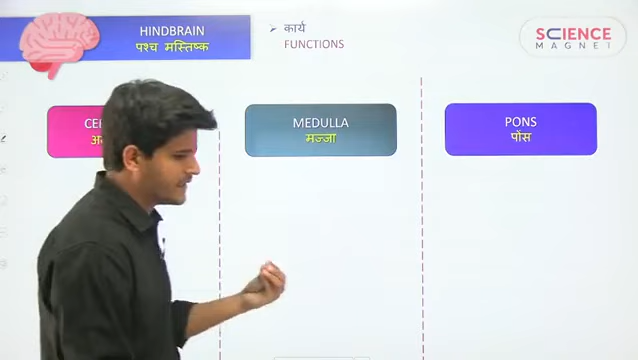 HINDBRAIN
पश्च मस्तिष्क
➢ कार्य
FUNCTIONS
SCIENCE
MAGNET
MEDULLA
मज्जा
PONS
पोंस